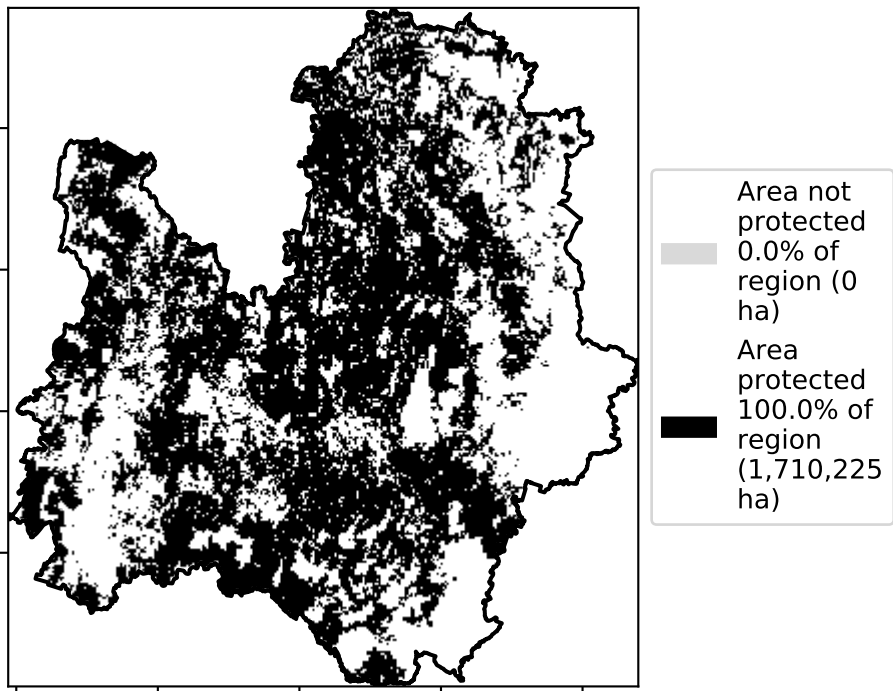 Area not
protected
0.0% of
region (0
ha)
Area
protected
100.0% of
region
(1,710,225
ha)